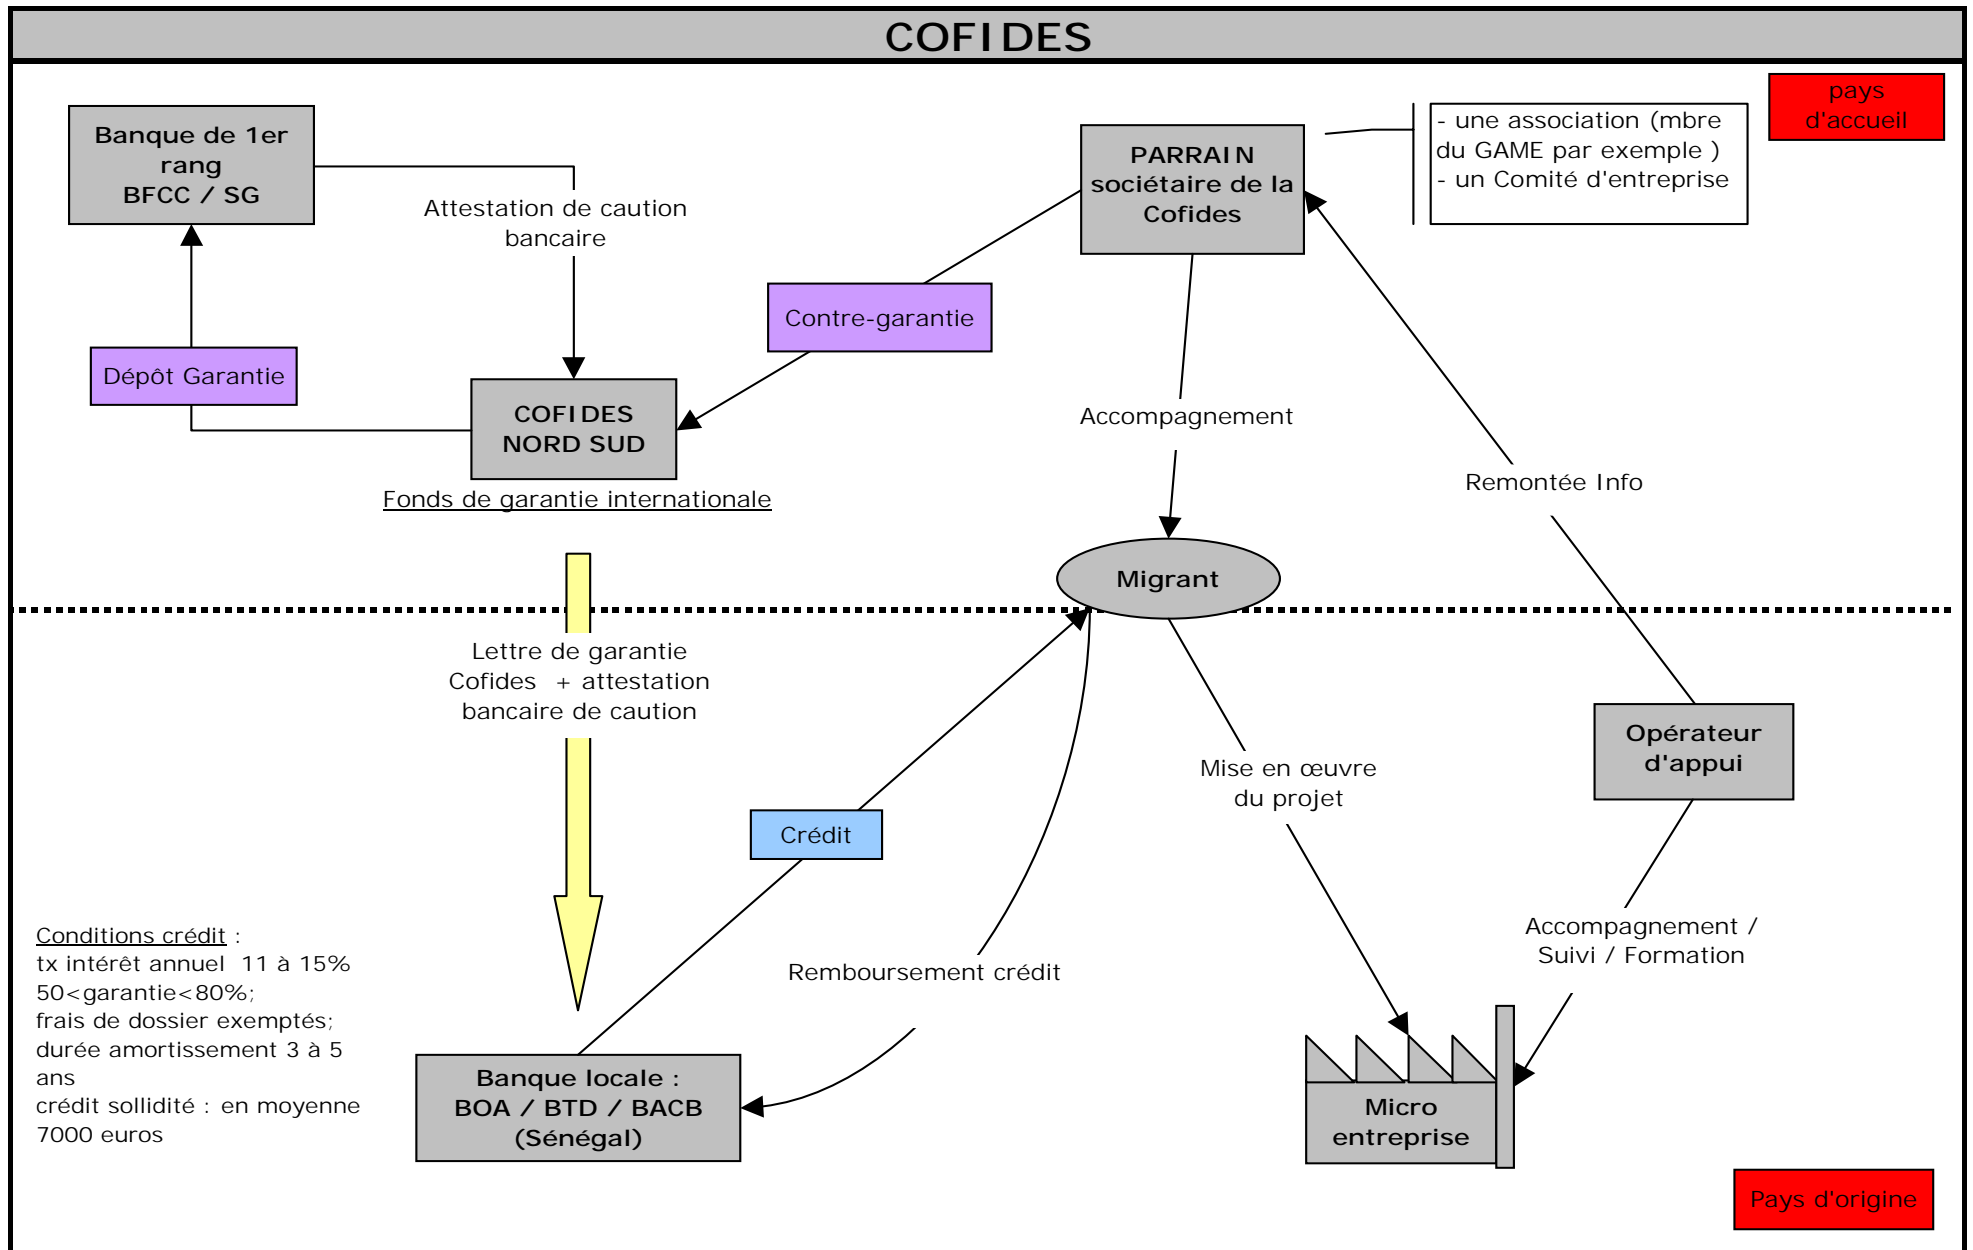 COFIDES
pays
d'accueil
Banque de 1er
rang
BFCC / SG
Attestation de caution
bancaire
PARRAIN
sociétaire de la
Cofides
- une association (mbre
du GAME par exemple )
- un Comité d'entreprise
Contre-garantie
Dépôt Garantie
COFIDES
NORD SUD
Fonds de garantie internationale
Accompagnement
Remontée Info
Migrant
Lettre de garantie
Cofides + attestation
bancaire de caution
Opérateur
d'appui
Mise en œuvre
du projet
Crédit
Accompagnement /
Suivi / Formation
Remboursement crédit
Conditions crédit :
tx intérêt annuel 11 à 15%
50<garantie<80%;
frais de dossier exemptés;
durée amortissement 3 à 5
ans
crédit sollidité : en moyenne
7000 euros
Banque locale :
BOA / BTD / BACB
(Sénégal)
Micro
entreprise
Pays d'origine